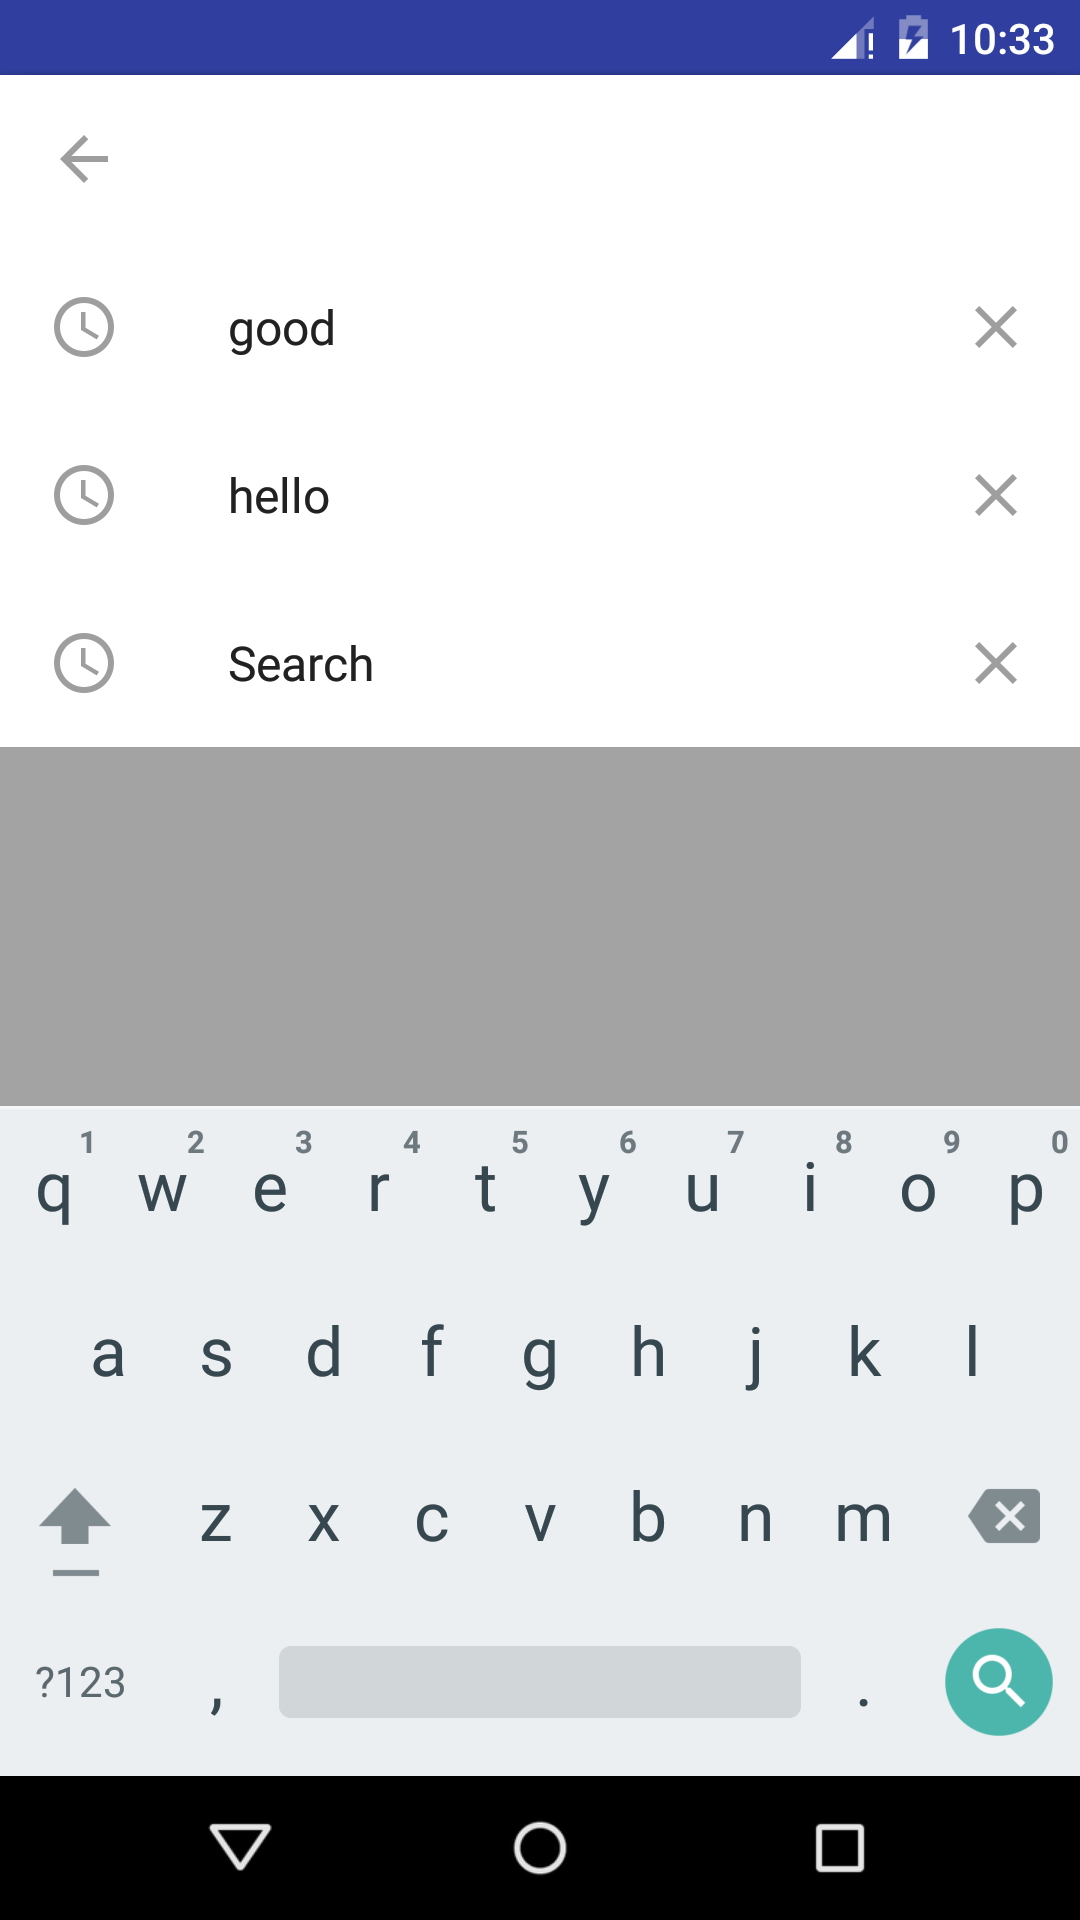 10:33
good
hello
Search
1 2 3 4 5 6 7 8 9 0
q w e r t y u i o p
a s d f g h j k l
z x c v b n m
?123 , .